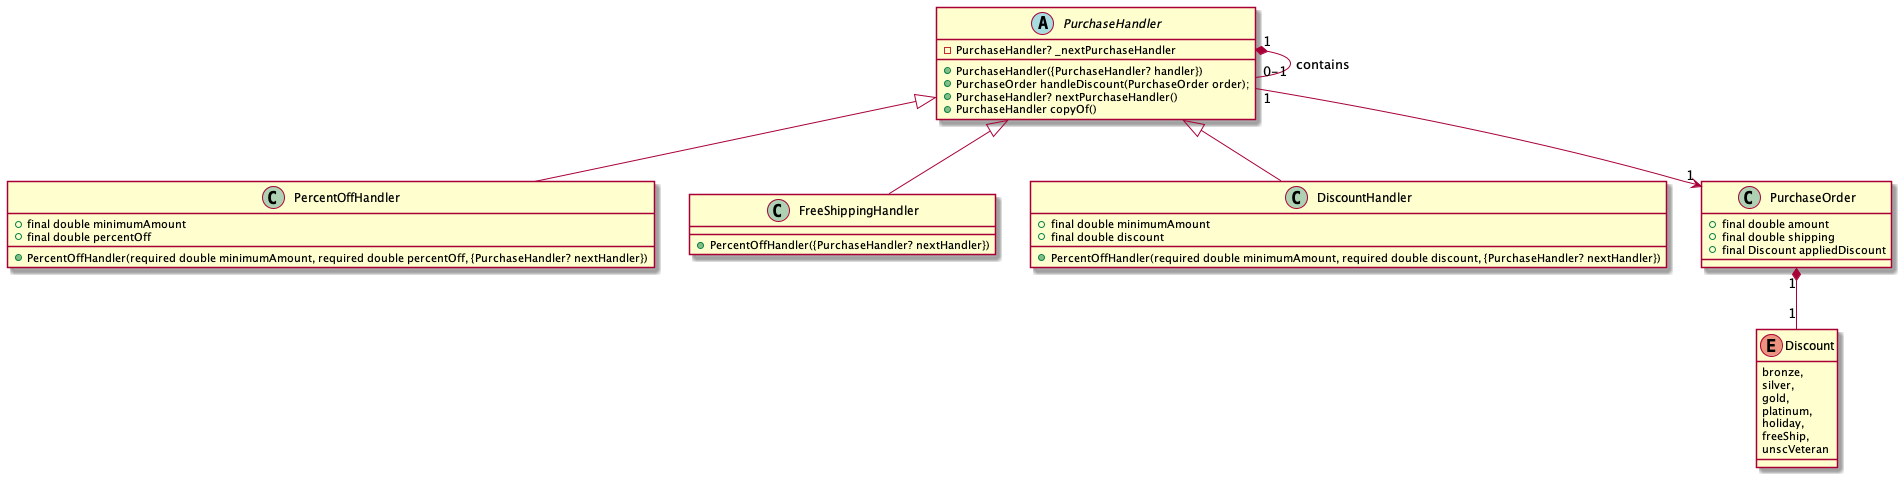 A PurchaseHandler
PurchaseHandler? _nextPurchaseHandler
PurchaseHandler({PurchaseHandler? handler})
PurchaseOrder handleDiscount(PurchaseOrder order);
PurchaseHandler? nextPurchaseHandler()
PurchaseHandler copyOf()
1
contains
0-1
1
1
C PercentOffHandler
final double minimumAmount
final double percentOff
PercentOffHandler(required double minimumAmount, required double percentOff, {PurchaseHandler? nextHandler})
C FreeShippingHandler
PercentOffHandler({PurchaseHandler? nextHandler})
C DiscountHandler
final double minimumAmount
final double discount
PercentOffHandler(required double minimumAmount, required double discount, {PurchaseHandler? nextHandler})
C PurchaseOrder
final double amount
final double shipping
final Discount appliedDiscount
1
1
E Discount
bronze,
silver,
gold,
platinum,
holiday,
freeShip,
unscVeteran